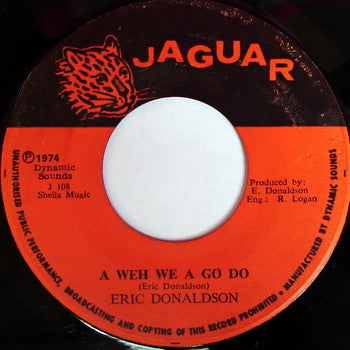 JAGUAR
℗ 1974
Dynamic
Sounds
J 108
Sheila Music
Produced by:
E. Donaldson
Eng.: R. Logan
A WEH WE A GO DO
(Eric Donaldson)
ERIC DONALDSON
UNAUTHORISED PUBLIC PERFORMANCE, BROADCASTING AND COPYING OF THIS RECORD PROHIBITED • MANUFACTURED BY DYNAMIC SOUNDS